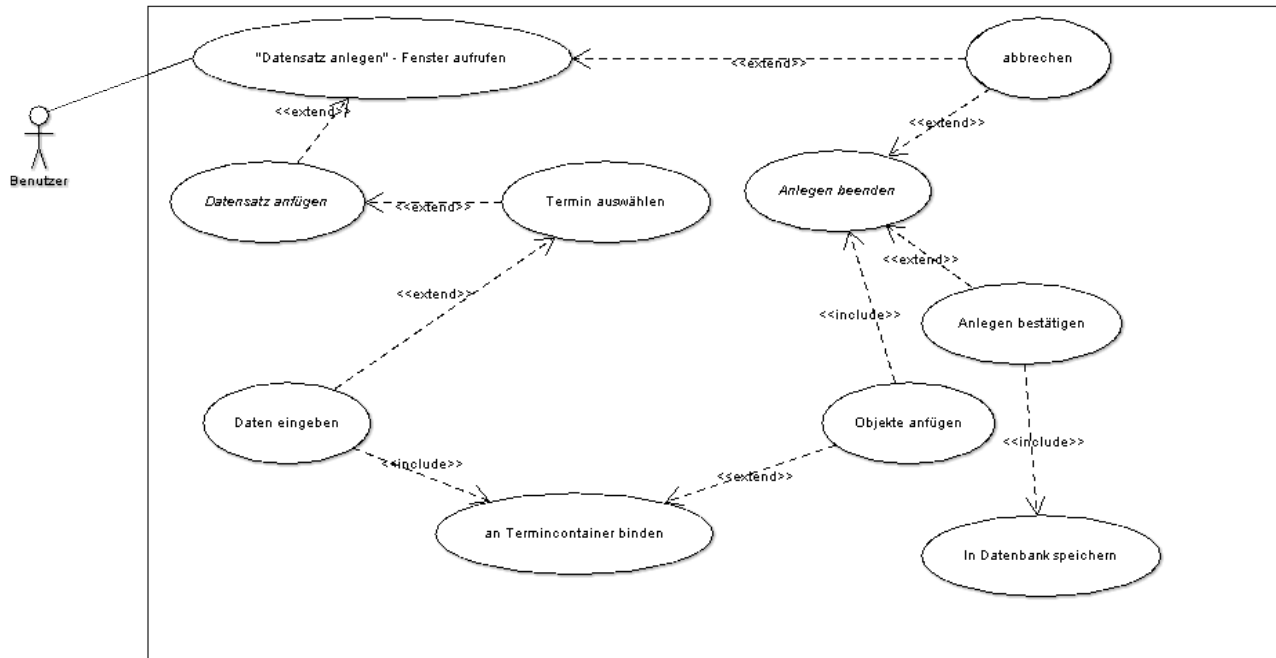 "Datensatz anlegen" - Fenster aufrufen
abbrechen
<<extend>>
<<extend>>
<<extend>>
Benutzer
Datensatz anfügen
<<extend>>
Termin auswählen
Anlegen beenden
<<extend>>
<<extend>>
<<include>>
Anlegen bestätigen
Daten eingeben
Objekte anfügen
<<include>>
<<include>>
<<extend>>
an Termincontainer binden
In Datenbank speichern